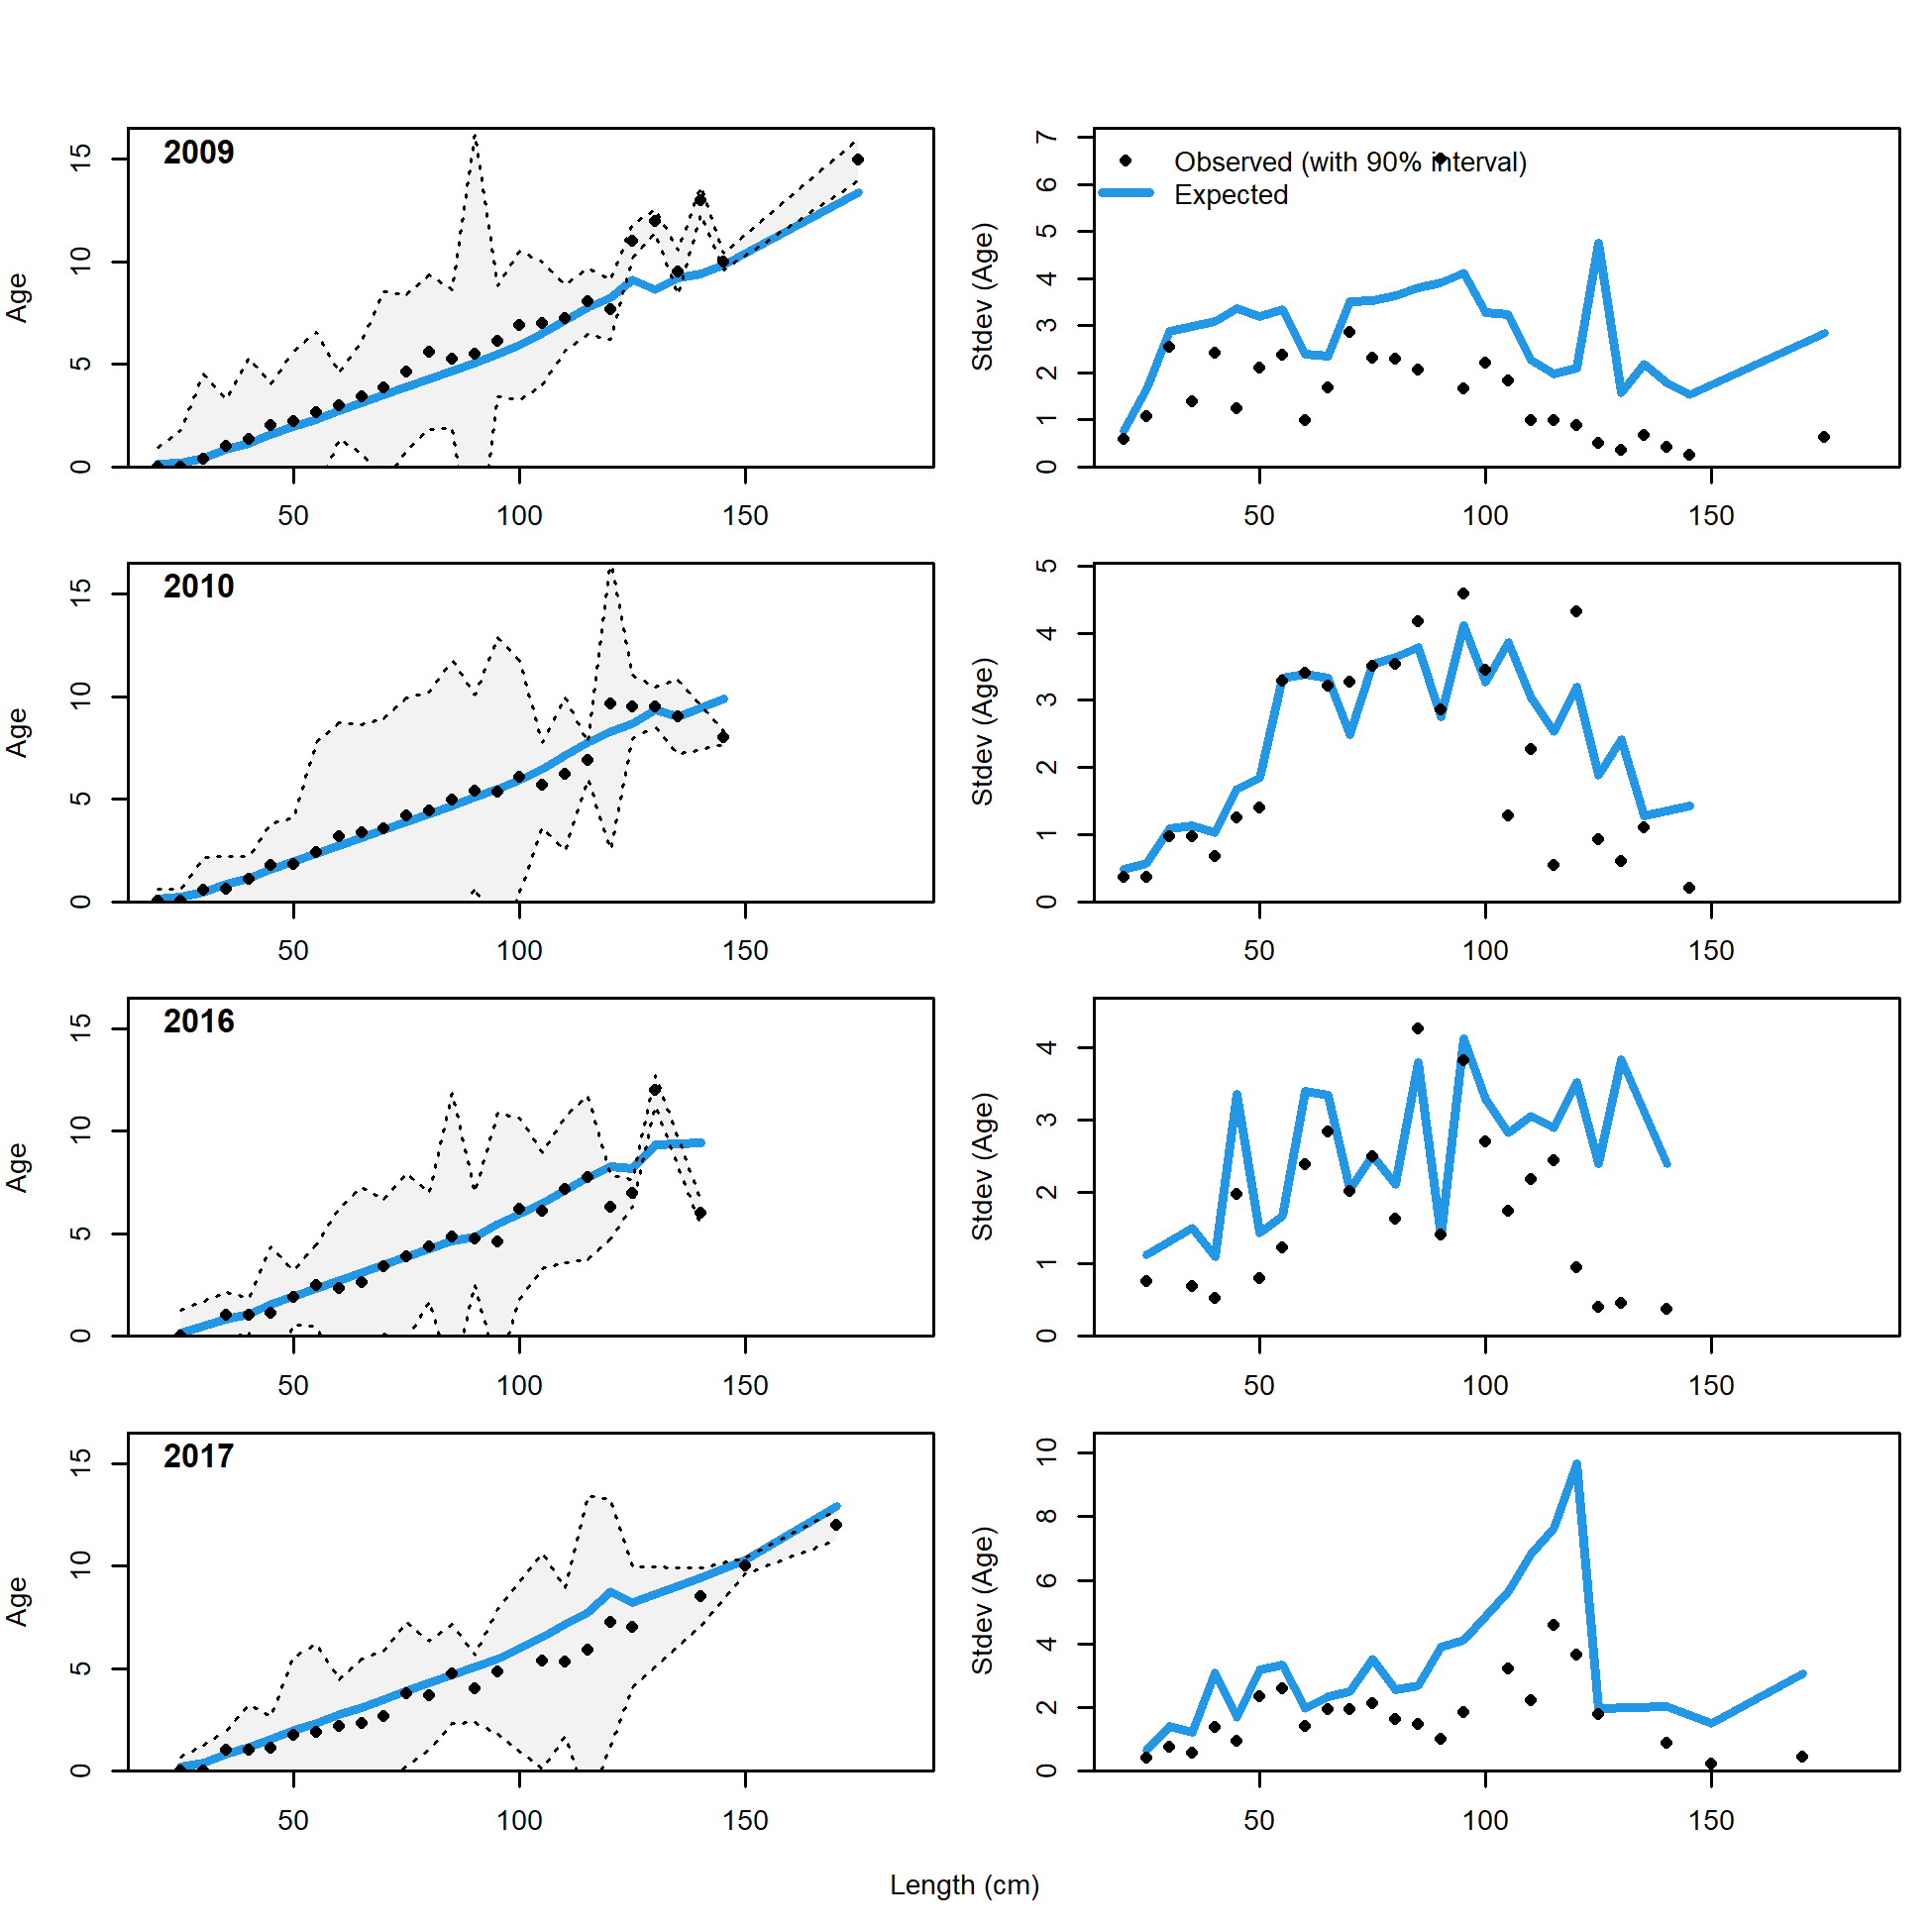 2009
Age
0 5 10 15
50 100 150
Observed (with 90% interval)
Expected
Stdev (Age)
0 1 2 3 4 5 6 7
50 100 150
2010
Age
0 5 10 15
50 100 150
Stdev (Age)
0 1 2 3 4 5
50 100 150
2016
Age
0 5 10 15
50 100 150
Stdev (Age)
0 1 2 3 4
50 100 150
2017
Age
0 5 10 15
50 100 150
Stdev (Age)
0 2 4 6 8 10
50 100 150
Length (cm)